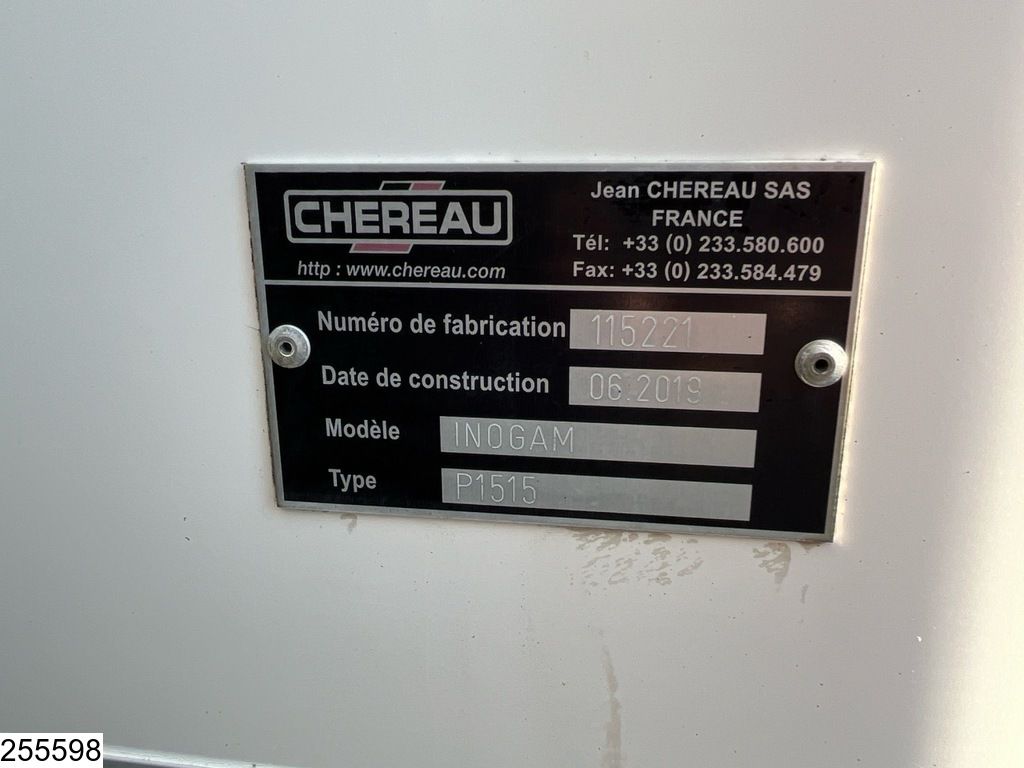 CHEREAU
http : www.chereau.com
Jean CHEREAU SAS
FRANCE
Tél: +33 (0) 233.580.600
Fax: +33 (0) 233.584.479
Numéro de fabrication 115221
Date de construction 06.2019
Modèle INOGAM
Type P1515
255598